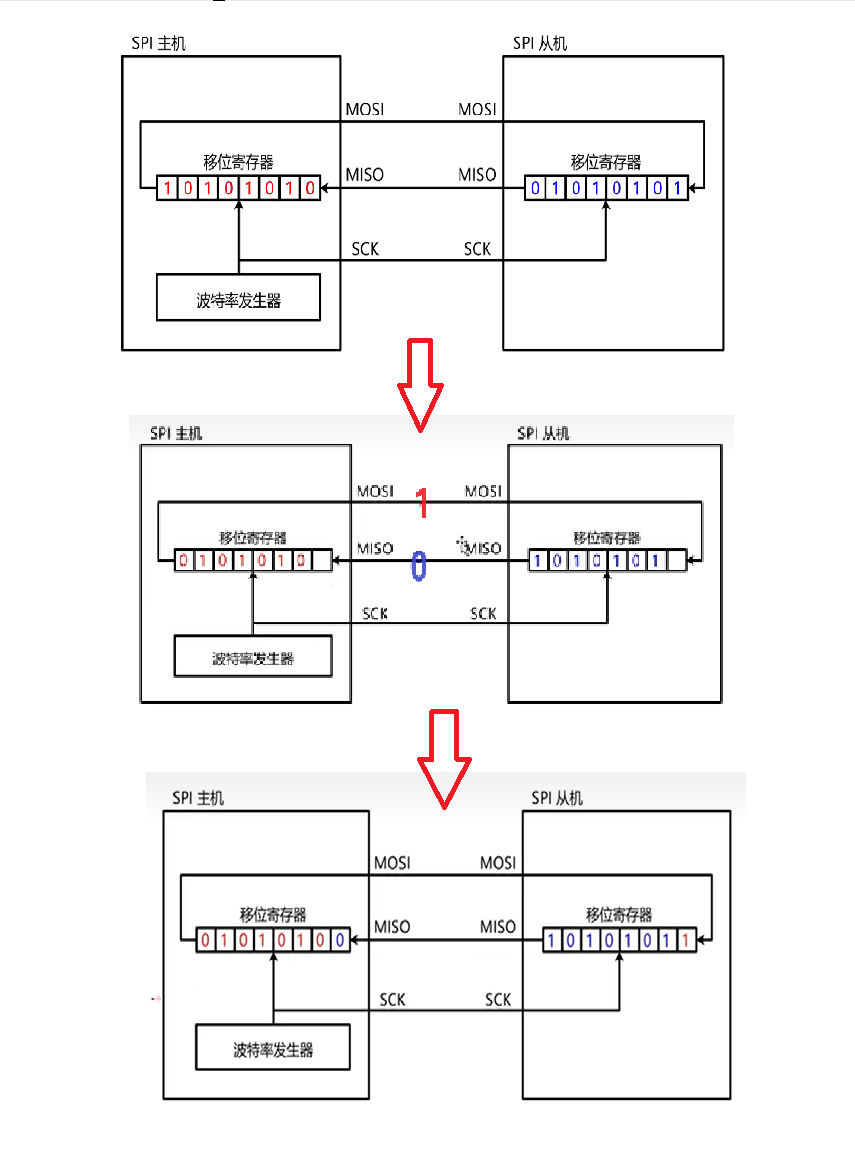 SPI 主机 SPI 从机
MOSI MOSI
移位寄存器 移位寄存器
1 0 1 0 1 0 1 0 MISO MISO 0 1 0 1 0 1 0 1
SCK SCK
波特率发生器
SPI 主机 SPI 从机
MOSI 1 MOSI
移位寄存器 移位寄存器
0 1 0 1 0 1 0 MISO 0 MISO 1 0 1 0 1 0 1
SCK SCK
波特率发生器
SPI 主机 SPI 从机
MOSI MOSI
移位寄存器 移位寄存器
0 1 0 1 0 1 0 0 MISO MISO 1 0 1 0 1 0 1 1
SCK SCK
波特率发生器